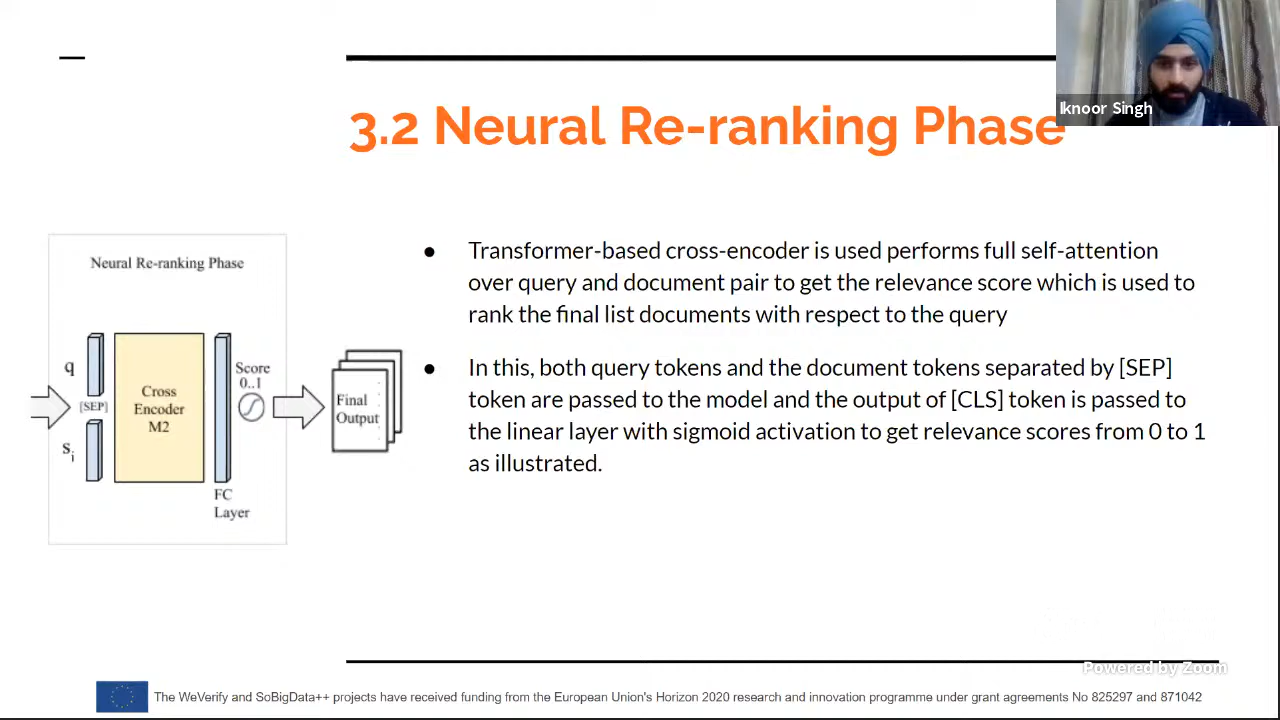 Iknoor Singh
3.2 Neural Re-ranking Phase
Neural Re-ranking Phase
q
[SEP]
si
Cross
Encoder
M2
FC
Layer
Score
0..1
Final
Output
● Transformer-based cross-encoder is used performs full self-attention
over query and document pair to get the relevance score which is used to
rank the final list documents with respect to the query
● In this, both query tokens and the document tokens separated by [SEP]
token are passed to the model and the output of [CLS] token is passed to
the linear layer with sigmoid activation to get relevance scores from 0 to 1
as illustrated.
Powered by Zoom
The WeVerify and SoBigData++ projects have received funding from the European Union's Horizon 2020 research and innovation programme under grant agreements No 825297 and 871042